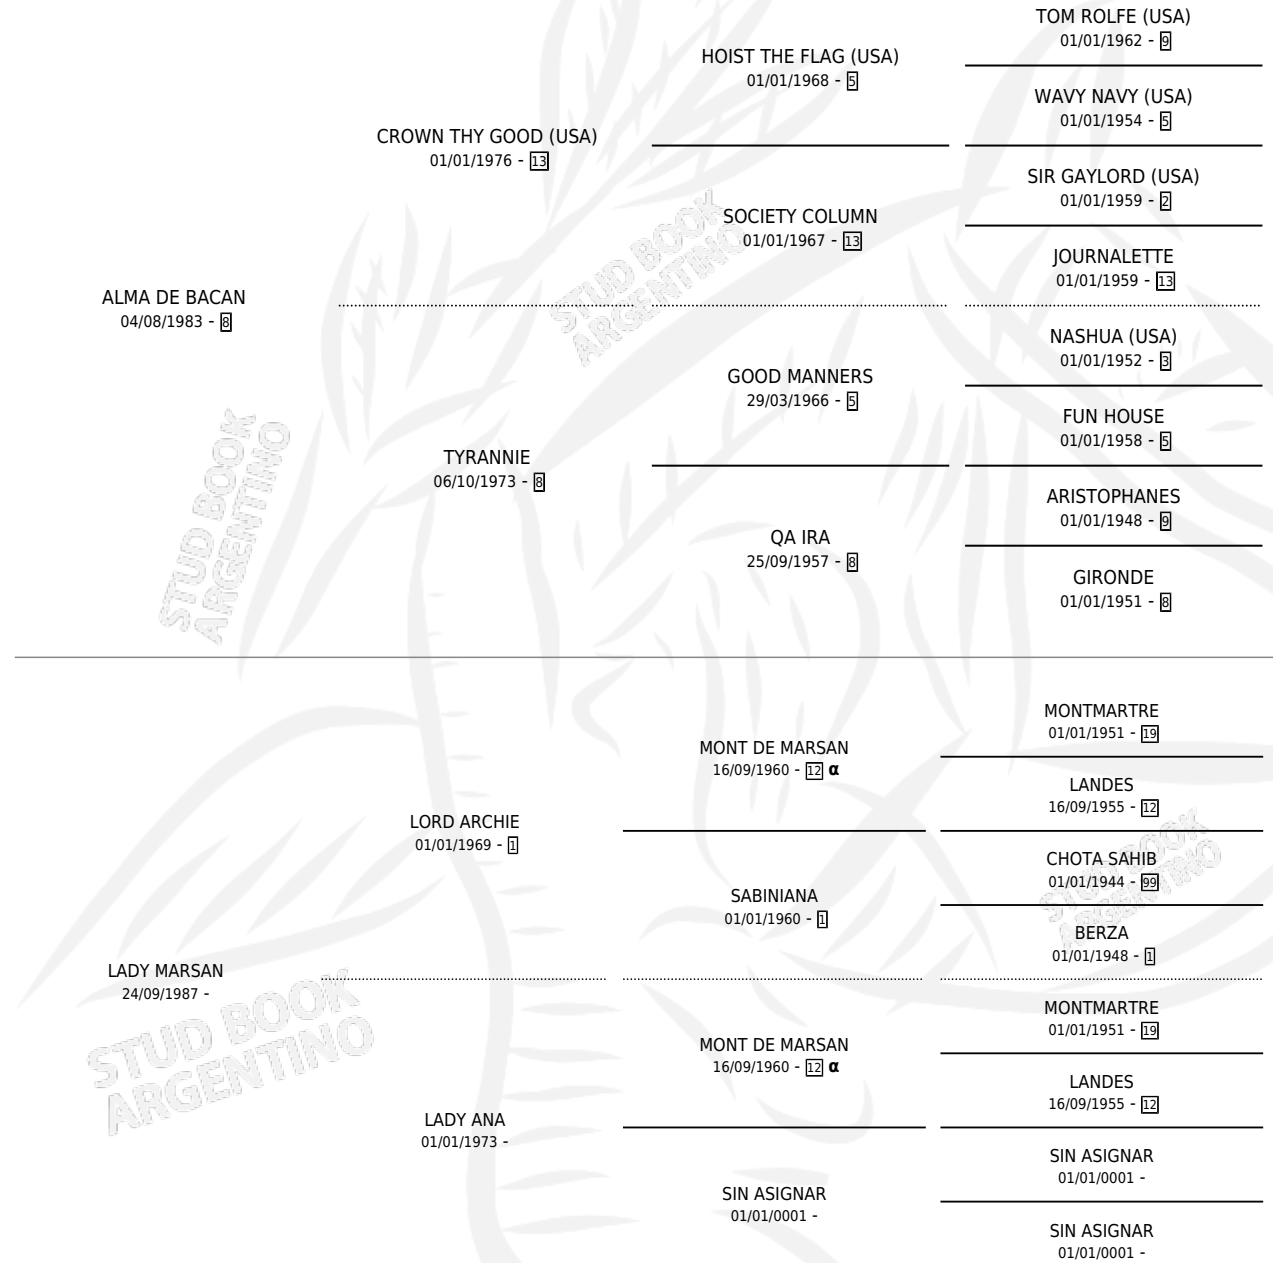 TOM ROLFE (USA)
01/01/1962 - 9
HOIST THE FLAG (USA)
01/01/1968 - 5
WAVY NAVY (USA)
01/01/1954 - 5
CROWN THY GOOD (USA)
01/01/1976 - 13
SIR GAYLORD (USA)
01/01/1959 - 2
SOCIETY COLUMN
01/01/1967 - 13
JOURNALETTE
01/01/1959 - 13
ALMA DE BACAN
04/08/1983 - 8
NASHUA (USA)
01/01/1952 - 3
GOOD MANNERS
29/03/1966 - 5
FUN HOUSE
01/01/1958 - 5
TYRANNIE
06/10/1973 - 8
ARISTOPHANES
01/01/1948 - 9
QA IRA
25/09/1957 - 8
GIRONDE
01/01/1951 - 8
MONTMARTRE
01/01/1951 - 19
MONT DE MARSAN
16/09/1960 - 12 α
LANDES
16/09/1955 - 12
LORD ARCHIE
01/01/1969 - 1
CHOTA SAHIB
01/01/1944 - 99
SABINIANA
01/01/1960 - 1
BERZA
01/01/1948 - 1
LADY MARSAN
24/09/1987 -
MONTMARTRE
01/01/1951 - 19
MONT DE MARSAN
16/09/1960 - 12 α
LANDES
16/09/1955 - 12
LADY ANA
01/01/1973 -
SIN ASIGNAR
01/01/0001 -
SIN ASIGNAR
01/01/0001 -
SIN ASIGNAR
01/01/0001 -
STUD BOOK
ARGENTINO
STUD BOOK
ARGENTINO
STUD BOOK
ARGENTINO
STUD BOOK
ARGENTINO